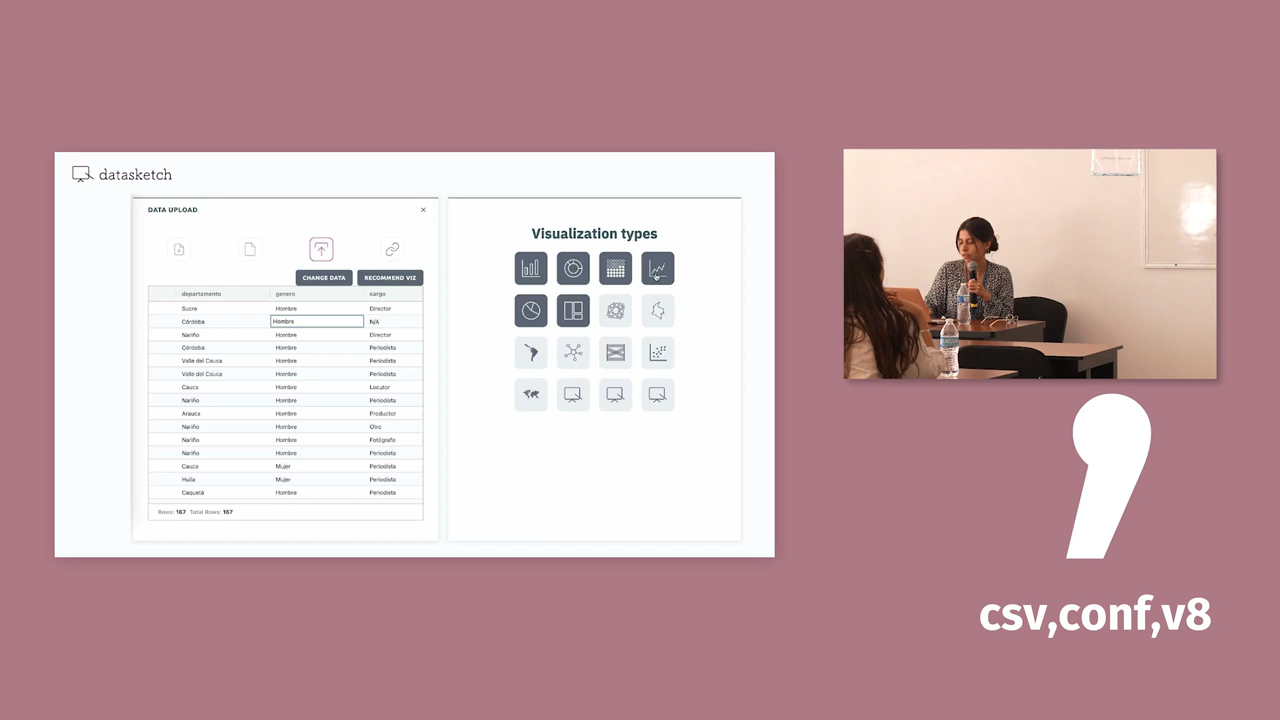 datasketch
DATA UPLOAD
CHANGE DATA RECOMMEND VIZ
departamento genero cargo
Sucre Hombre Director
Córdoba Hombre N/A
Nariño Hombre Director
Córdoba Hombre Periodista
Valle del Cauca Hombre Periodista
Valle del Cauca Hombre Periodista
Cauca Hombre Locutor
Nariño Hombre Periodista
Arauca Hombre Productor
Nariño Hombre Otro
Nariño Hombre Fotógrafo
Nariño Hombre Periodista
Cauca Mujer Periodista
Huila Mujer Periodista
Caquetá Hombre Periodista
Rows: 167 Total Rows: 167
Visualization types
csv,conf,v8